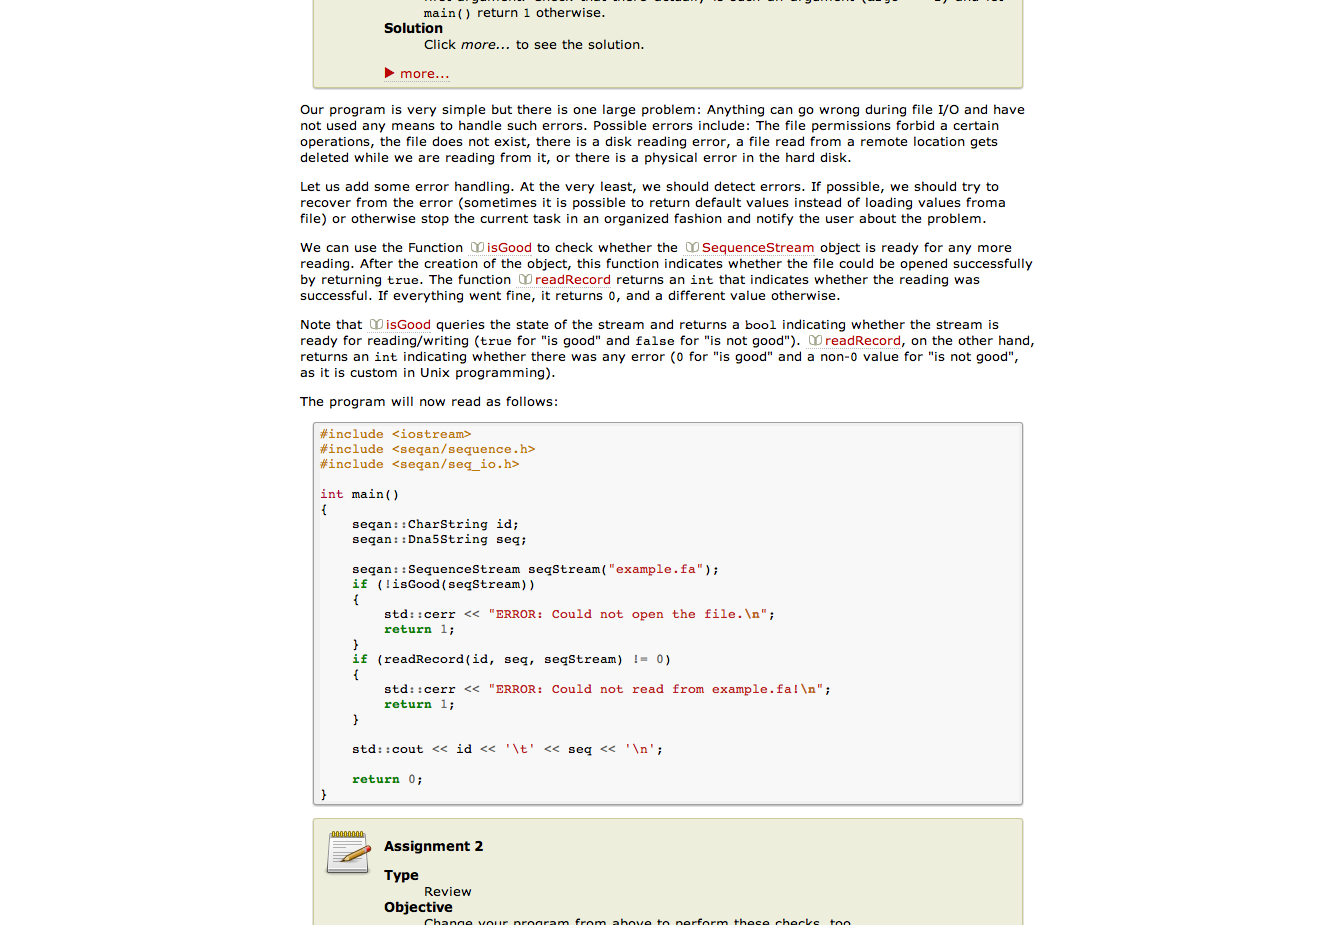 main() return 1 otherwise.
Solution
Click more... to see the solution.
▶ more...
Our program is very simple but there is one large problem: Anything can go wrong during file I/O and have
not used any means to handle such errors. Possible errors include: The file permissions forbid a certain
operations, the file does not exist, there is a disk reading error, a file read from a remote location gets
deleted while we are reading from it, or there is a physical error in the hard disk.
Let us add some error handling. At the very least, we should detect errors. If possible, we should try to
recover from the error (sometimes it is possible to return default values instead of loading values froma
file) or otherwise stop the current task in an organized fashion and notify the user about the problem.
We can use the Function isGood to check whether the SequenceStream object is ready for any more
reading. After the creation of the object, this function indicates whether the file could be opened successfully
by returning true. The function readRecord returns an int that indicates whether the reading was
successful. If everything went fine, it returns 0, and a different value otherwise.
Note that isGood queries the state of the stream and returns a bool indicating whether the stream is
ready for reading/writing (true for "is good" and false for "is not good"). readRecord, on the other hand,
returns an int indicating whether there was any error (0 for "is good" and a non-0 value for "is not good",
as it is custom in Unix programming).
The program will now read as follows:
#include <iostream>
#include <seqan/sequence.h>
#include <seqan/seq_io.h>
int main()
{
    seqan::CharString id;
    seqan::Dna5String seq;
    seqan::SequenceStream seqStream("example.fa");
    if (!isGood(seqStream))
    {
        std::cerr << "ERROR: Could not open the file.\n";
        return 1;
    }
    if (readRecord(id, seq, seqStream) != 0)
    {
        std::cerr << "ERROR: Could not read from example.fa!\n";
        return 1;
    }
    std::cout << id << '\t' << seq << '\n';
    return 0;
}
Assignment 2
Type
Review
Objective
Change your program from above to perform these checks, too.